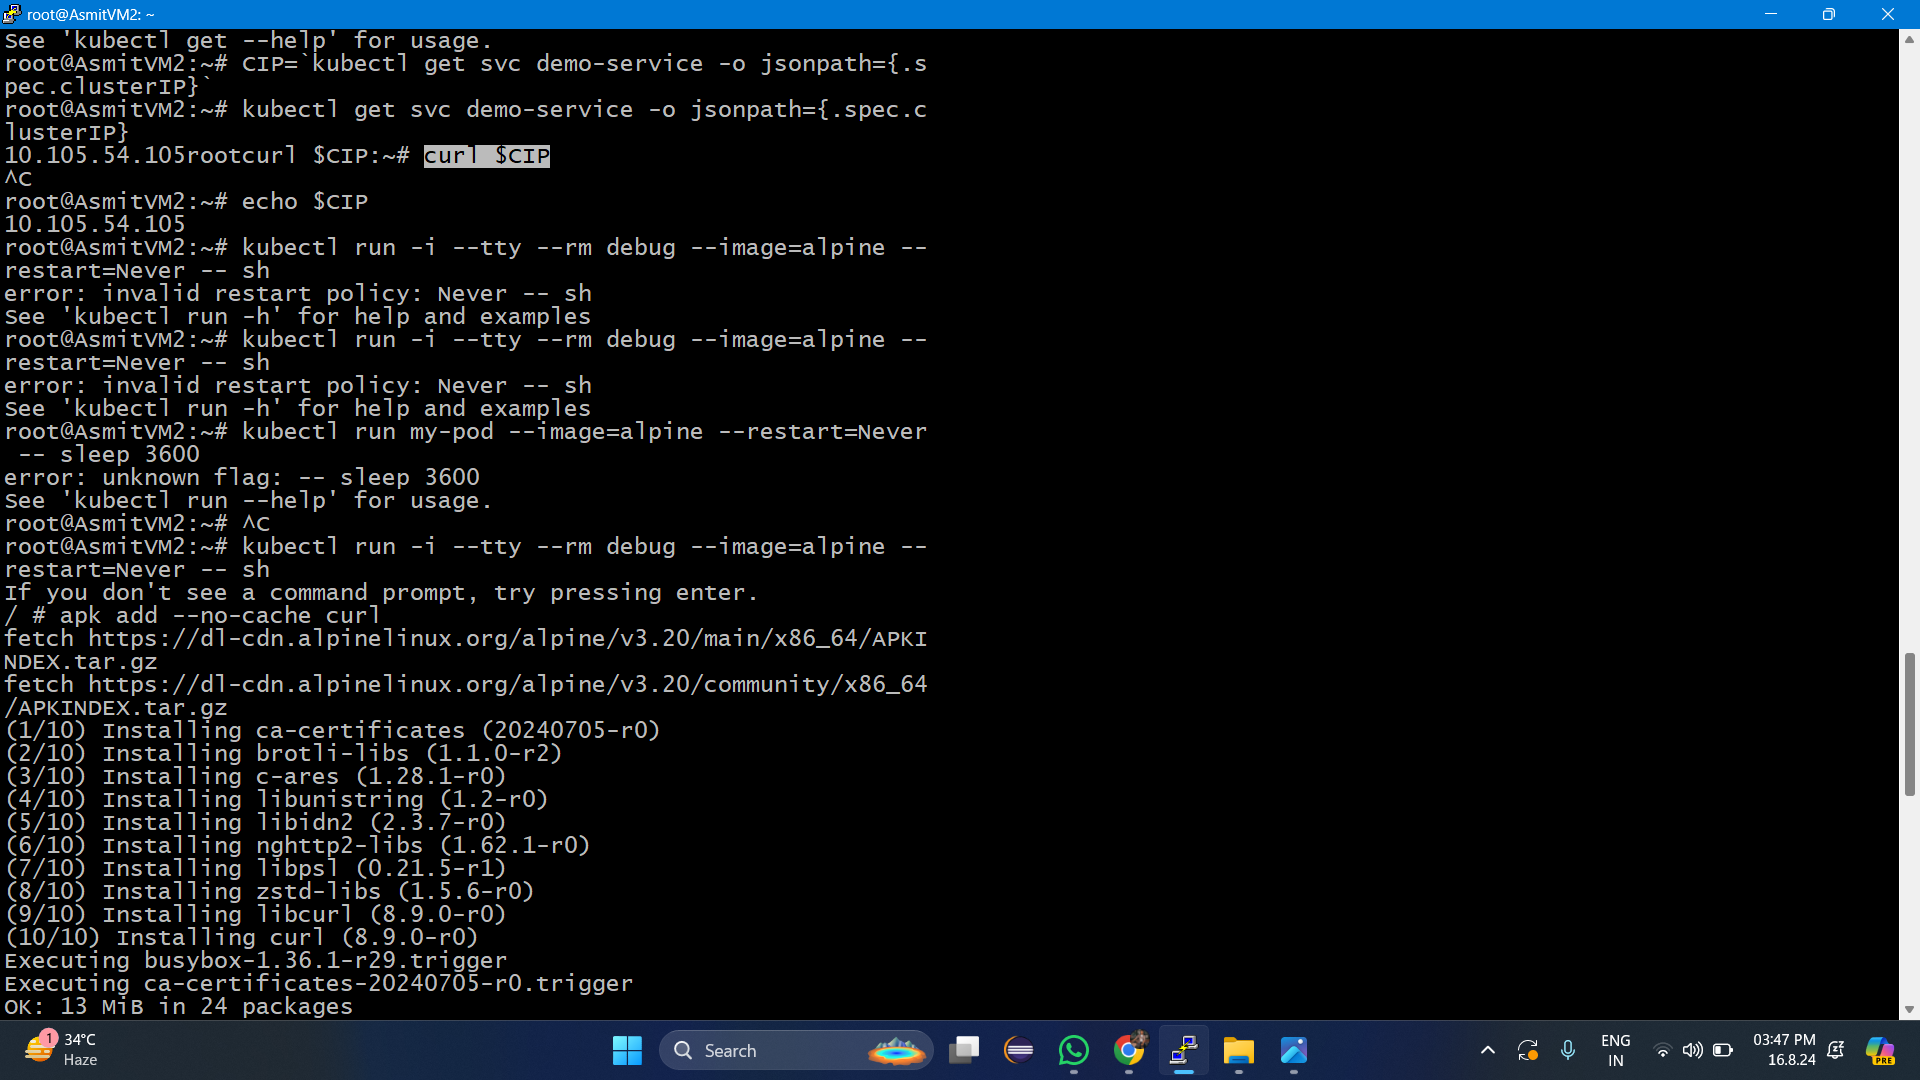 root@AsmitVM2: ~
See 'kubectl get --help' for usage.
root@AsmitVM2:~# CIP=`kubectl get svc demo-service -o jsonpath={.s
pec.clusterIP}`
root@AsmitVM2:~# kubectl get svc demo-service -o jsonpath={.spec.c
lusterIP}
10.105.54.105rootcurl $CIP:~# curl $CIP
^C
root@AsmitVM2:~# echo $CIP
10.105.54.105
root@AsmitVM2:~# kubectl run -i --tty --rm debug --image=alpine --
restart=Never -- sh
error: invalid restart policy: Never -- sh
See 'kubectl run -h' for help and examples
root@AsmitVM2:~# kubectl run -i --tty --rm debug --image=alpine --
restart=Never -- sh
error: invalid restart policy: Never -- sh
See 'kubectl run -h' for help and examples
root@AsmitVM2:~# kubectl run my-pod --image=alpine --restart=Never
 -- sleep 3600
error: unknown flag: -- sleep 3600
See 'kubectl run --help' for usage.
root@AsmitVM2:~# ^C
root@AsmitVM2:~# kubectl run -i --tty --rm debug --image=alpine --
restart=Never -- sh
If you don't see a command prompt, try pressing enter.
/ # apk add --no-cache curl
fetch https://dl-cdn.alpinelinux.org/alpine/v3.20/main/x86_64/APKI
NDEX.tar.gz
fetch https://dl-cdn.alpinelinux.org/alpine/v3.20/community/x86_64
/APKINDEX.tar.gz
(1/10) Installing ca-certificates (20240705-r0)
(2/10) Installing brotli-libs (1.1.0-r2)
(3/10) Installing c-ares (1.28.1-r0)
(4/10) Installing libunistring (1.2-r0)
(5/10) Installing libidn2 (2.3.7-r0)
(6/10) Installing nghttp2-libs (1.62.1-r0)
(7/10) Installing libpsl (0.21.5-r1)
(8/10) Installing zstd-libs (1.5.6-r0)
(9/10) Installing libcurl (8.9.0-r0)
(10/10) Installing curl (8.9.0-r0)
Executing busybox-1.36.1-r29.trigger
Executing ca-certificates-20240705-r0.trigger
OK: 13 MiB in 24 packages
1
34°C
Haze
Search
ENG
IN
03:47 PM
16.8.24
PRE